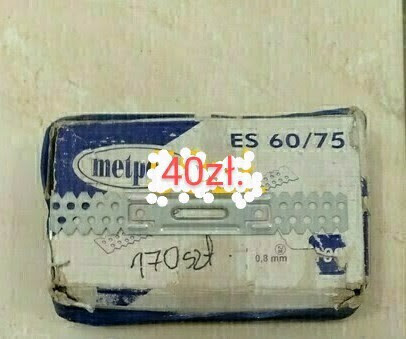 ES 60/75
metp
40zł.
170szt
0,8 mm